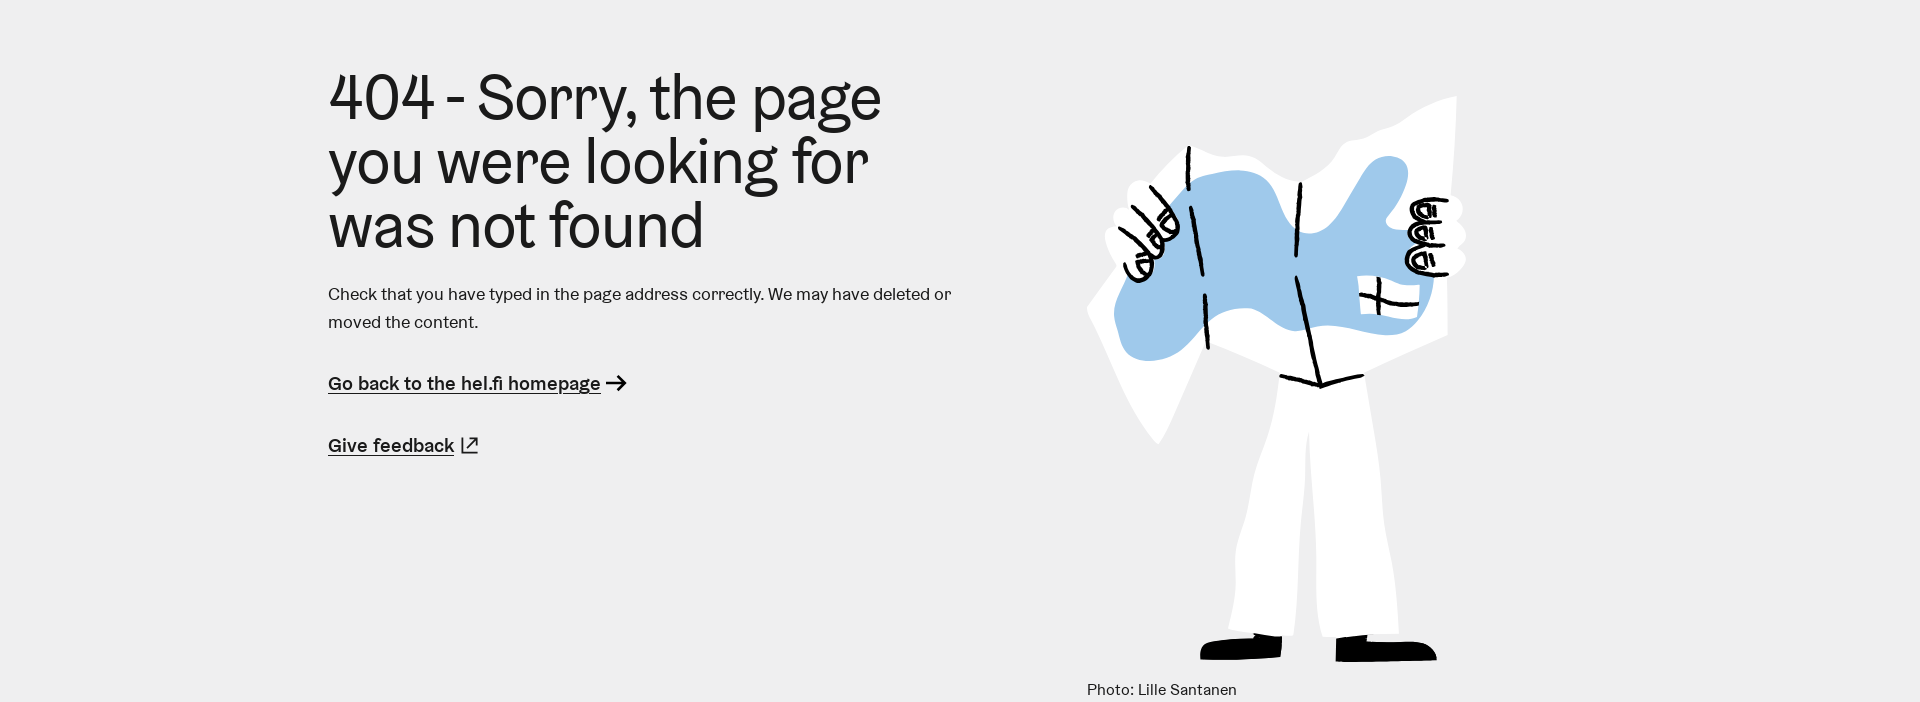 404 - Sorry, the page
you were looking for
was not found
Check that you have typed in the page address correctly. We may have deleted or
moved the content.
Go back to the hel.fi homepage
Give feedback
Photo: Lille Santanen